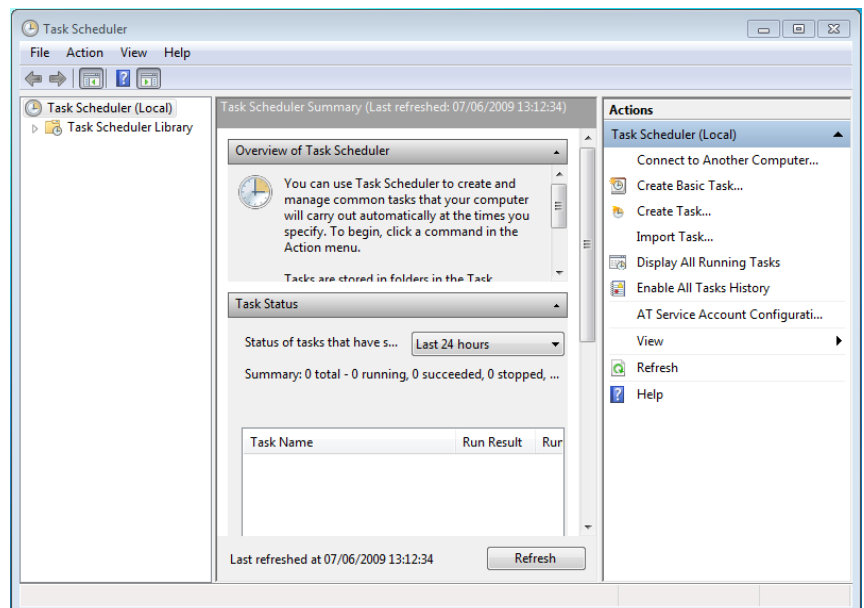 Task Scheduler
File Action View Help
Task Scheduler (Local)
Task Scheduler Library
Task Scheduler Summary (Last refreshed: 07/06/2009 13:12:34)
Overview of Task Scheduler
You can use Task Scheduler to create and
manage common tasks that your computer
will carry out automatically at the times you
specify. To begin, click a command in the
Action menu.
Tasks are stored in folders in the Task
Task Status
Status of tasks that have s... Last 24 hours
Summary: 0 total - 0 running, 0 succeeded, 0 stopped, ...
Task Name Run Result Run
Last refreshed at 07/06/2009 13:12:34 Refresh
Actions
Task Scheduler (Local)
Connect to Another Computer...
Create Basic Task...
Create Task...
Import Task...
Display All Running Tasks
Enable All Tasks History
AT Service Account Configurati...
View
Refresh
Help